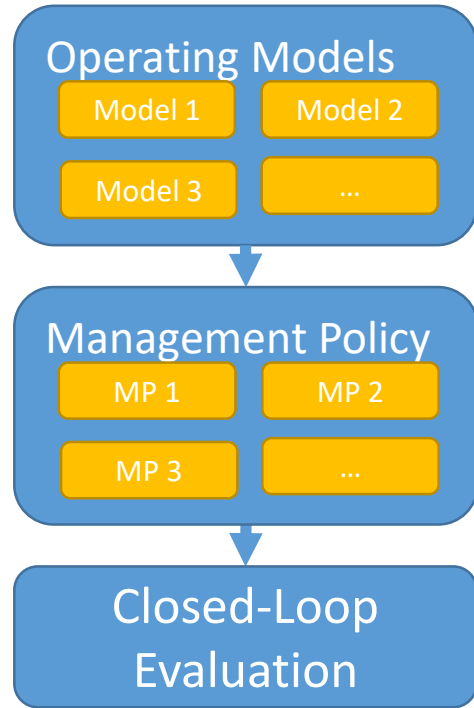 Operating Models
Model 1 Model 2
Model 3 ...
Management Policy
MP 1 MP 2
MP 3 ...
Closed-Loop
Evaluation